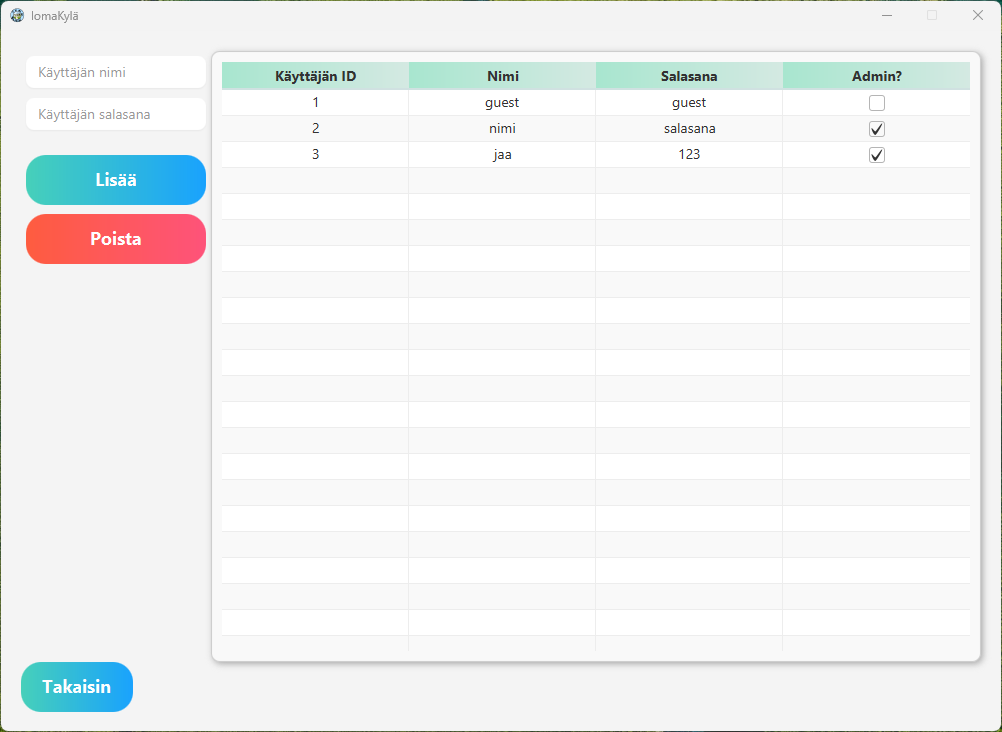 lomaKylä
Käyttäjän nimi
Käyttäjän salasana
Lisää
Poista
Takaisin
Käyttäjän ID Nimi Salasana Admin?
1 guest guest
2 nimi salasana
3 jaa 123